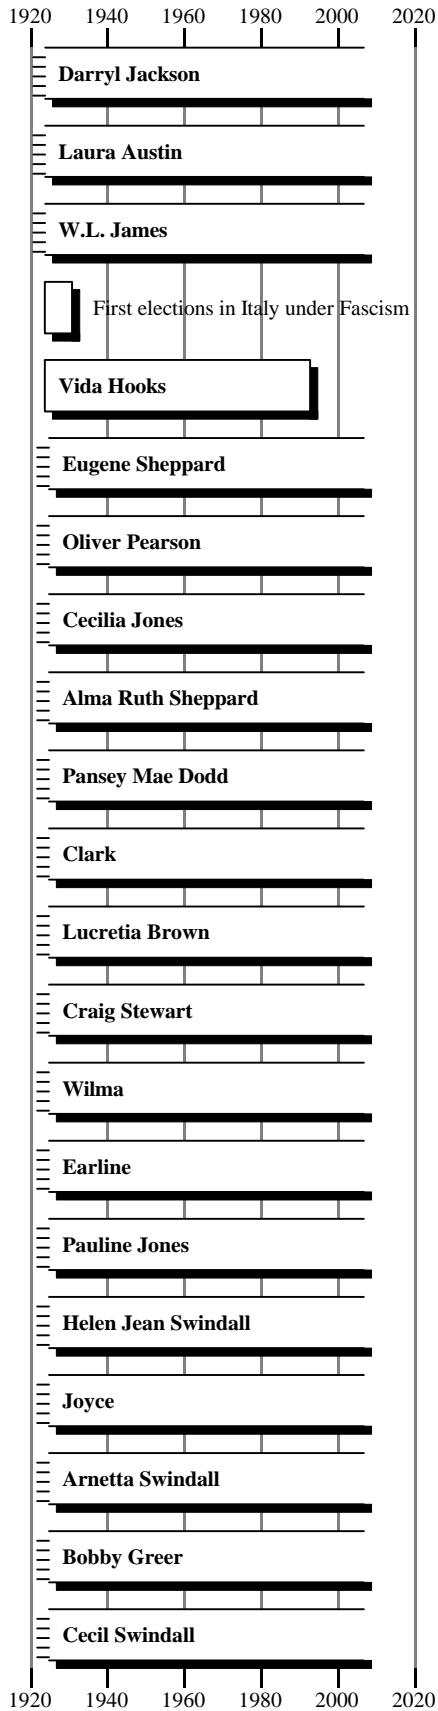 1920 1940 1960 1980 2000 2020
Darryl Jackson
Laura Austin
W.L. James
First elections in Italy under Fascism
Vida Hooks
Eugene Sheppard
Oliver Pearson
Cecilia Jones
Alma Ruth Sheppard
Pansey Mae Dodd
Clark
Lucretia Brown
Craig Stewart
Wilma
Earline
Pauline Jones
Helen Jean Swindall
Joyce
Arnetta Swindall
Bobby Greer
Cecil Swindall
1920 1940 1960 1980 2000 2020